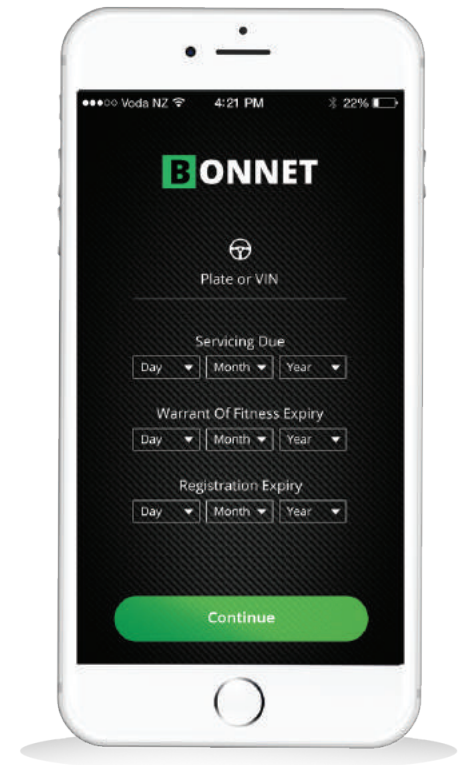 Voda NZ 4:21 PM 22%
BONNET
Plate or VIN
Servicing Due
Day Month Year
Warrant Of Fitness Expiry
Day Month Year
Registration Expiry
Day Month Year
Continue